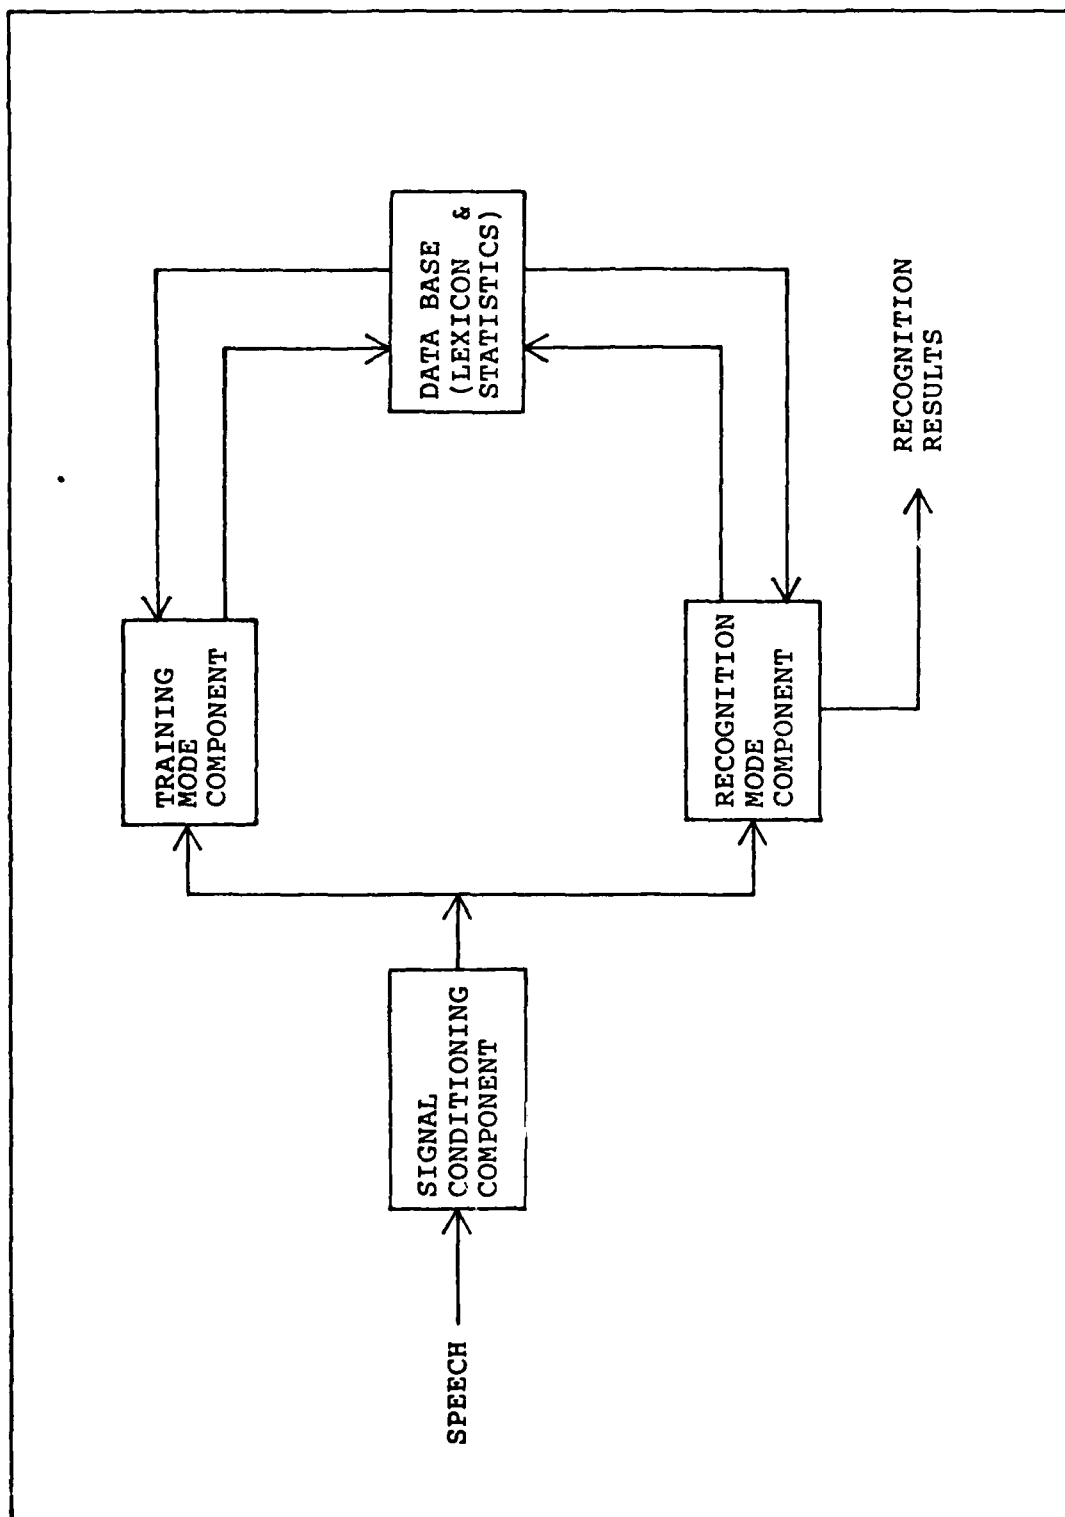 SPEECH
SIGNAL
CONDITIONING
COMPONENT
TRAINING
MODE
COMPONENT
RECOGNITION
MODE
COMPONENT
DATA BASE
(LEXICON &
STATISTICS)
RECOGNITION
RESULTS